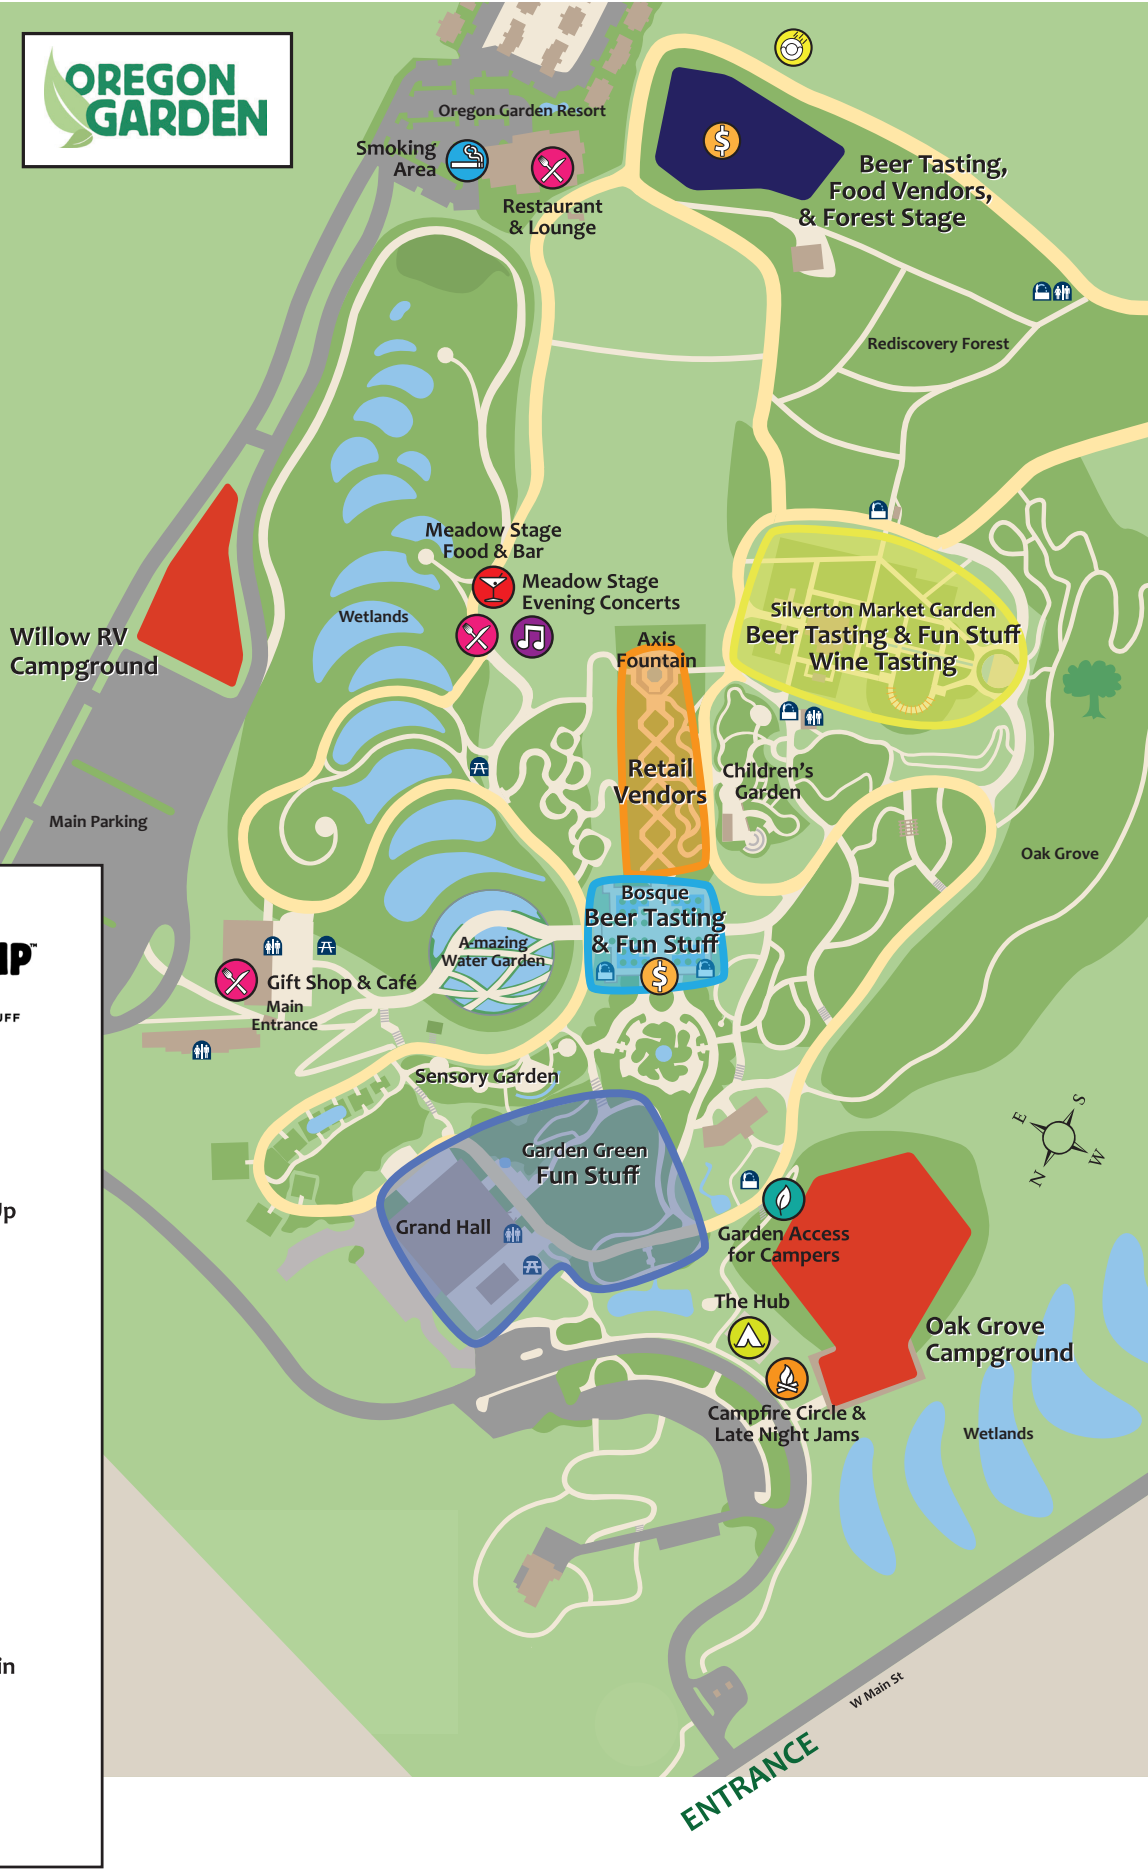 OREGON
GARDEN
Oregon Garden Resort
Smoking
Area
Restaurant
& Lounge
$
Beer Tasting,
Food Vendors,
& Forest Stage
Rediscovery Forest
Meadow Stage
Food & Bar
Meadow Stage
Evening Concerts
Wetlands
Willow RV
Campground
Axis
Fountain
Silverton Market Garden
Beer Tasting & Fun Stuff
Wine Tasting
Retail
Vendors
Children's
Garden
Main Parking
Oak Grove
Bosque
Beer Tasting
& Fun Stuff
$
A-mazing
Water Garden
Gift Shop & Café
Main
Entrance
IP™
UFF
Sensory Garden
Garden Green
Fun Stuff
Grand Hall
S
E
W
N
Up
Garden Access
for Campers
The Hub
Oak Grove
Campground
Campfire Circle &
Late Night Jams
Wetlands
in
W Main St
ENTRANCE